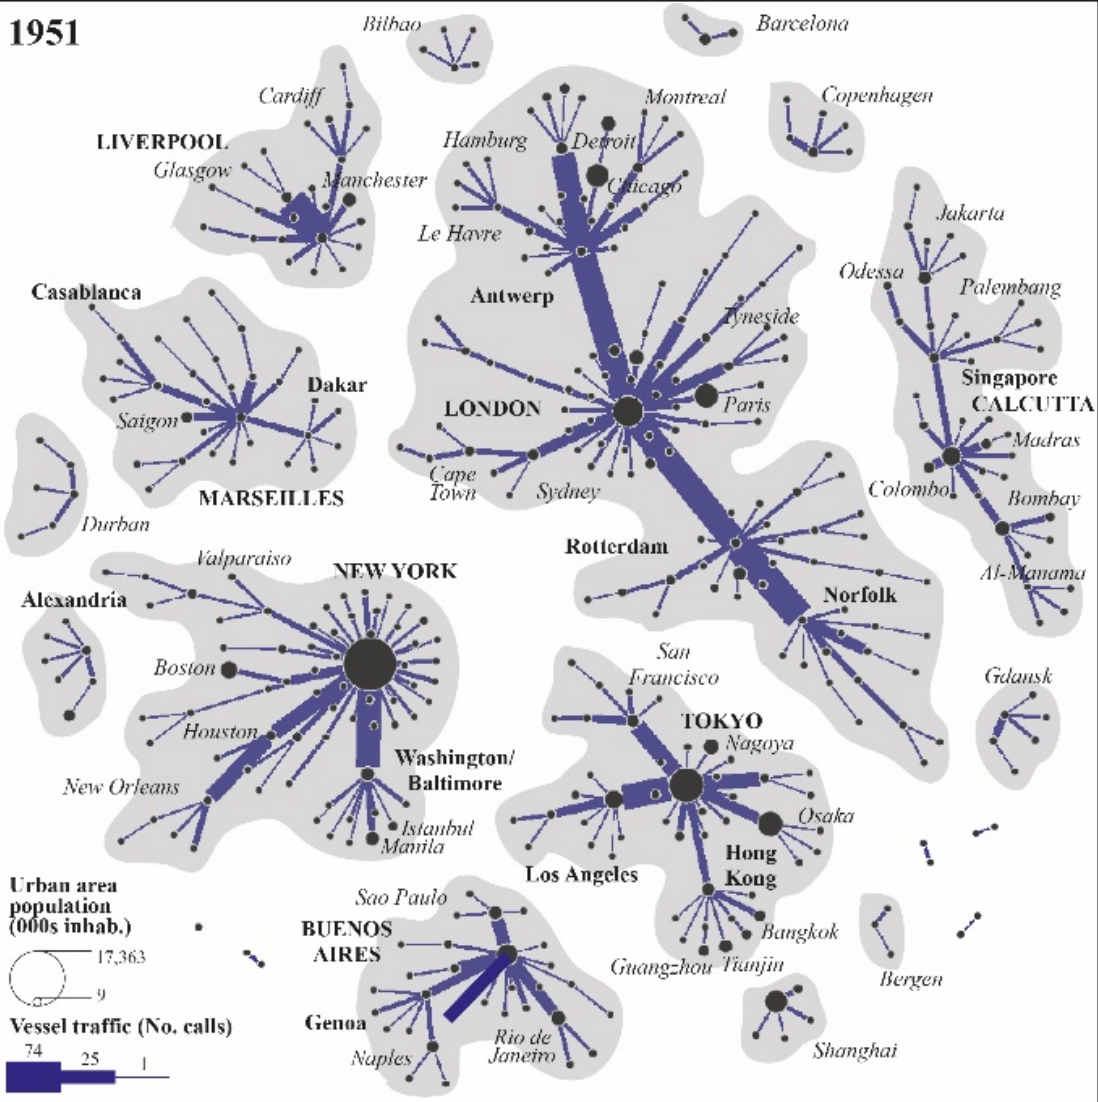 1951
Bilbao
Barcelona
Cardiff
Montreal
Copenhagen
LIVERPOOL
Hamburg
Detroit
Glasgow
Manchester
Chicago
Le Havre
Jakarta
Odessa
Palembang
Casablanca
Antwerp
Tyneside
Dakar
Singapore
Saigon
LONDON
Paris
CALCUTTA
Madras
Cape
Town
Sydney
Colombo
Bombay
MARSEILLES
Durban
Rotterdam
Valparaiso
NEW YORK
Al-Manama
Alexandria
Norfolk
Boston
San
Francisco
Gdansk
Houston
TOKYO
Nagoya
Washington/
Baltimore
New Orleans
Istanbul
Manila
Osaka
Hong
Kong
Los Angeles
Urban area
population
(000s inhab.)
17,363
9
Sao Paulo
BUENOS
AIRES
Bangkok
Guangzhou
Tianjin
Bergen
Genoa
Vessel traffic (No. calls)
74
25
1
Naples
Rio de
Janeiro
Shanghai